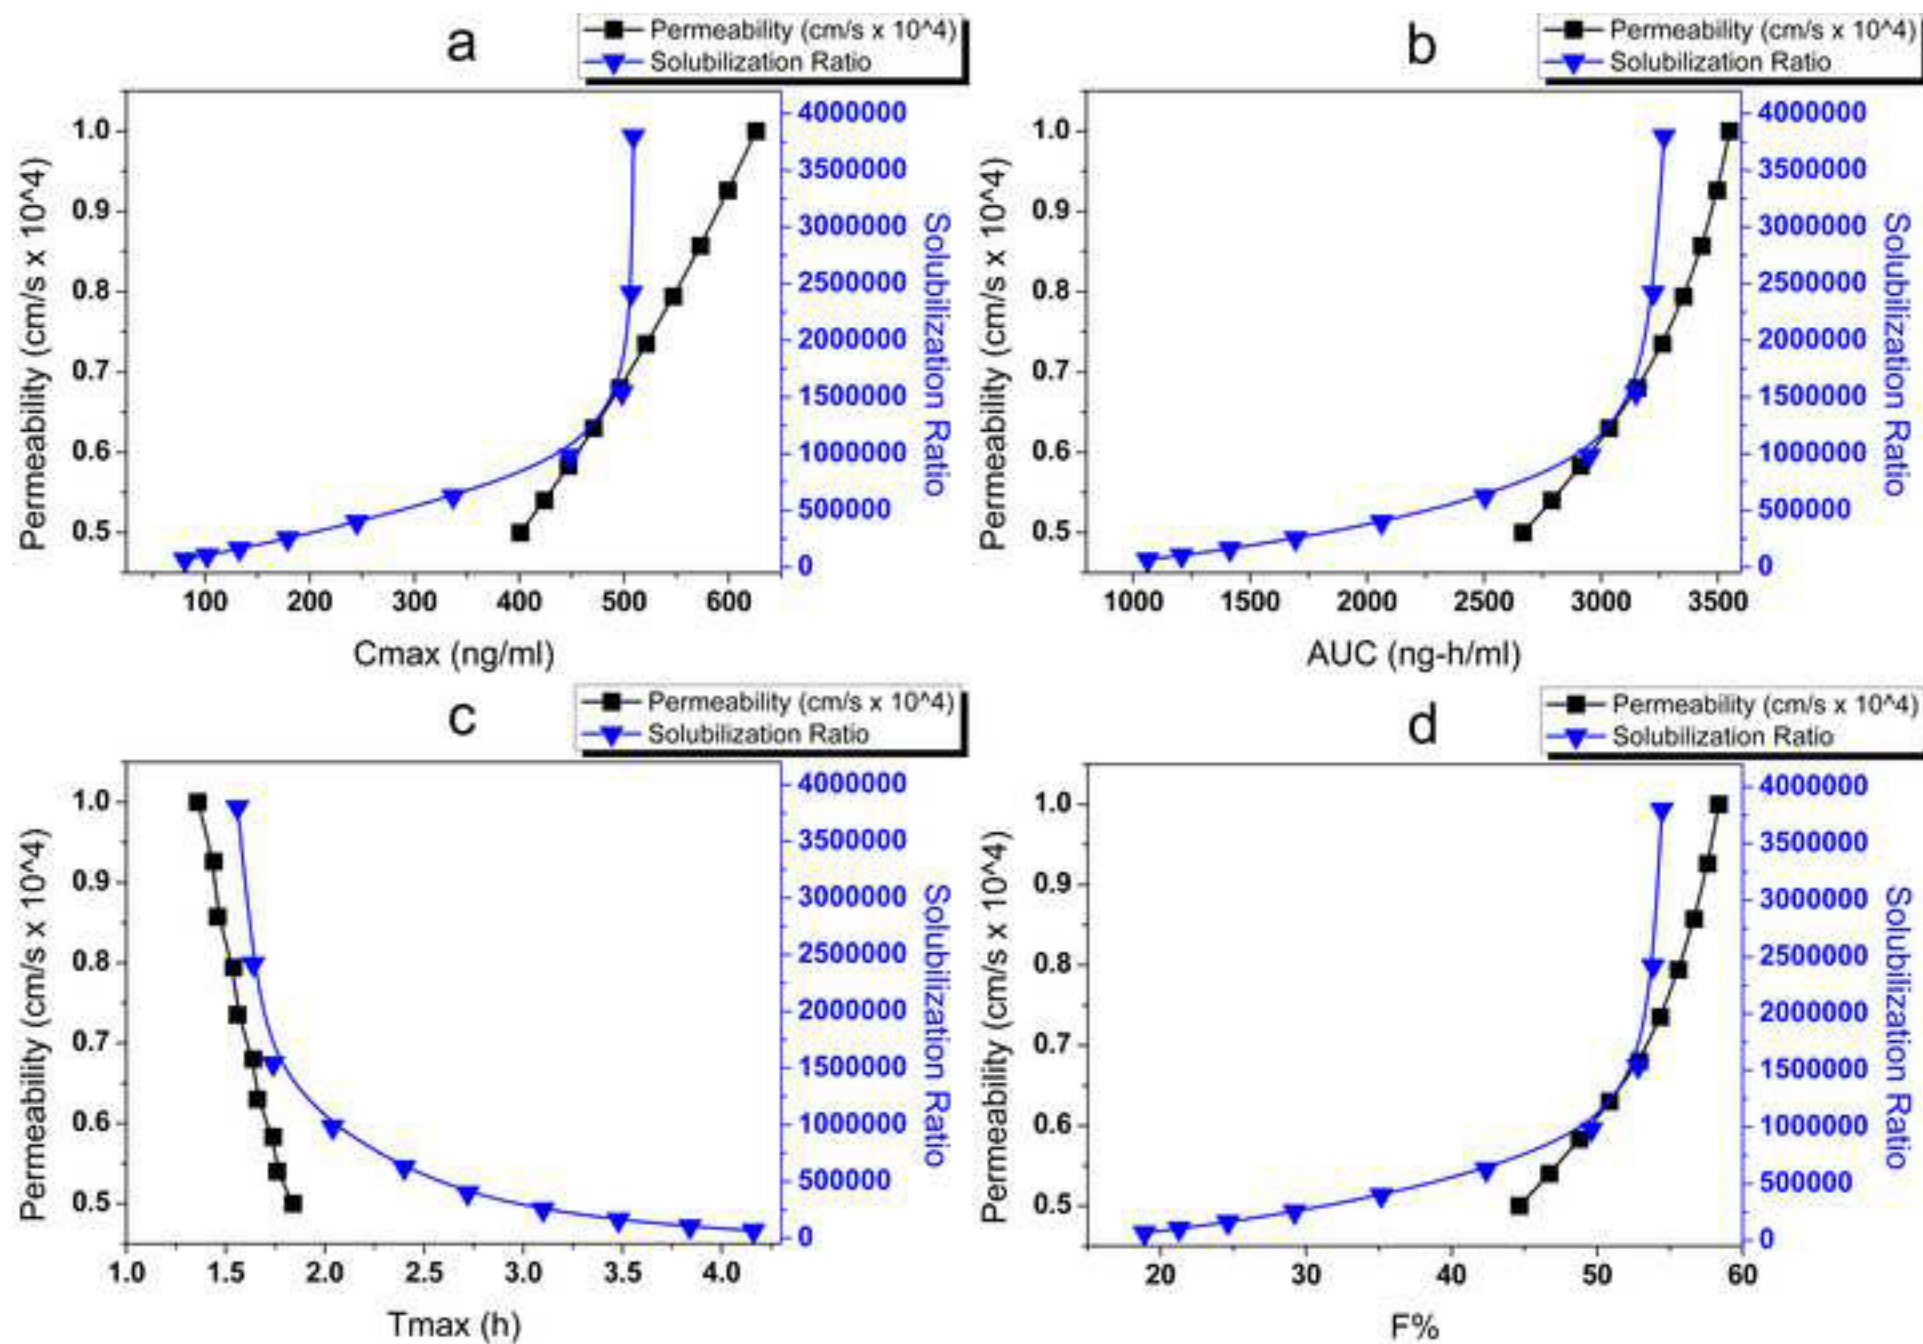 a
Permeability (cm/s x 10^4)
Solubilization Ratio
Permeability (cm/s x 10^4)
1.0
0.9
0.8
0.7
0.6
0.5
4000000
3500000
3000000
2500000
2000000
1500000
1000000
500000
0
Solubilization Ratio
100 200 300 400 500 600
Cmax (ng/ml)
b
Permeability (cm/s x 10^4)
Solubilization Ratio
Permeability (cm/s x 10^4)
1.0
0.9
0.8
0.7
0.6
0.5
4000000
3500000
3000000
2500000
2000000
1500000
1000000
500000
0
Solubilization Ratio
1000 1500 2000 2500 3000 3500
AUC (ng-h/ml)
c
Permeability (cm/s x 10^4)
Solubilization Ratio
Permeability (cm/s x 10^4)
1.0
0.9
0.8
0.7
0.6
0.5
4000000
3500000
3000000
2500000
2000000
1500000
1000000
500000
0
Solubilization Ratio
1.0 1.5 2.0 2.5 3.0 3.5 4.0
Tmax (h)
d
Permeability (cm/s x 10^4)
Solubilization Ratio
Permeability (cm/s x 10^4)
1.0
0.9
0.8
0.7
0.6
0.5
4000000
3500000
3000000
2500000
2000000
1500000
1000000
500000
0
Solubilization Ratio
20 30 40 50 60
F%